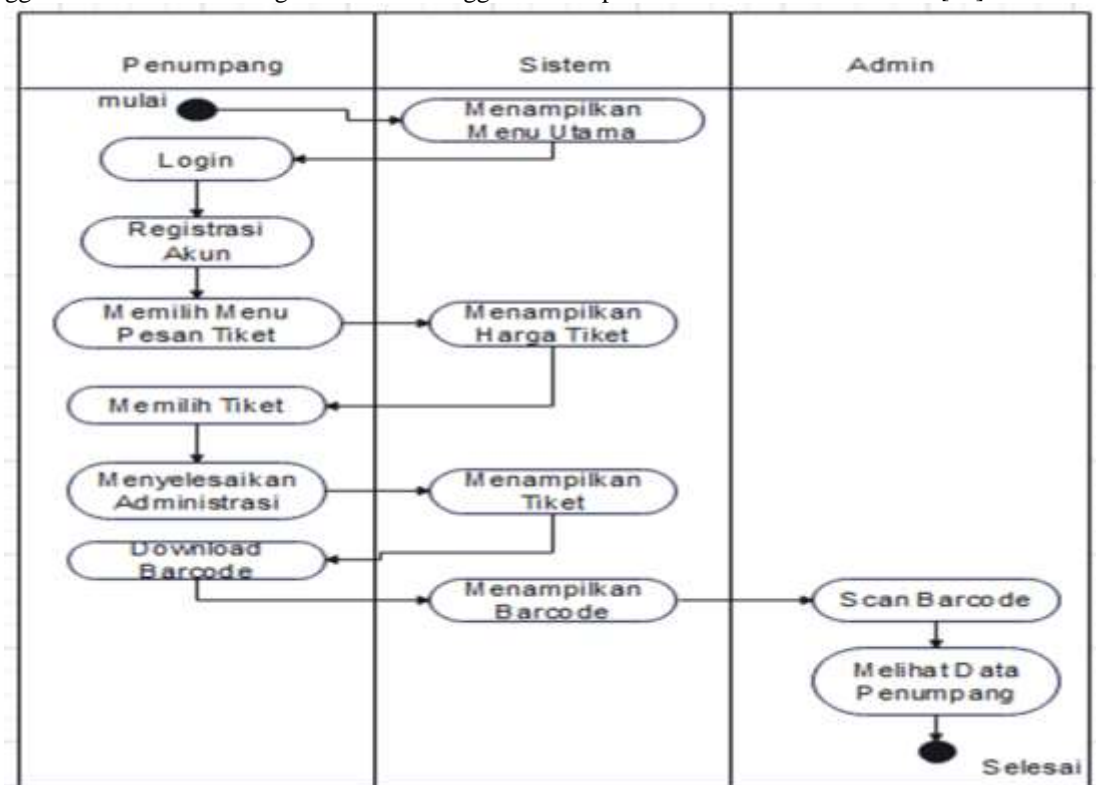 Penumpang
Sistem
Admin
mulai
Menampilkan
Menu Utama
Login
Registrasi
Akun
Memilih Menu
Pesan Tiket
Menampilkan
Harga Tiket
Memilih Tiket
Menyelesaikan
Administrasi
Menampilkan
Tiket
Download
Barcode
Menampilkan
Barcode
Scan Barcode
Melihat Data
Penumpang
Selesai